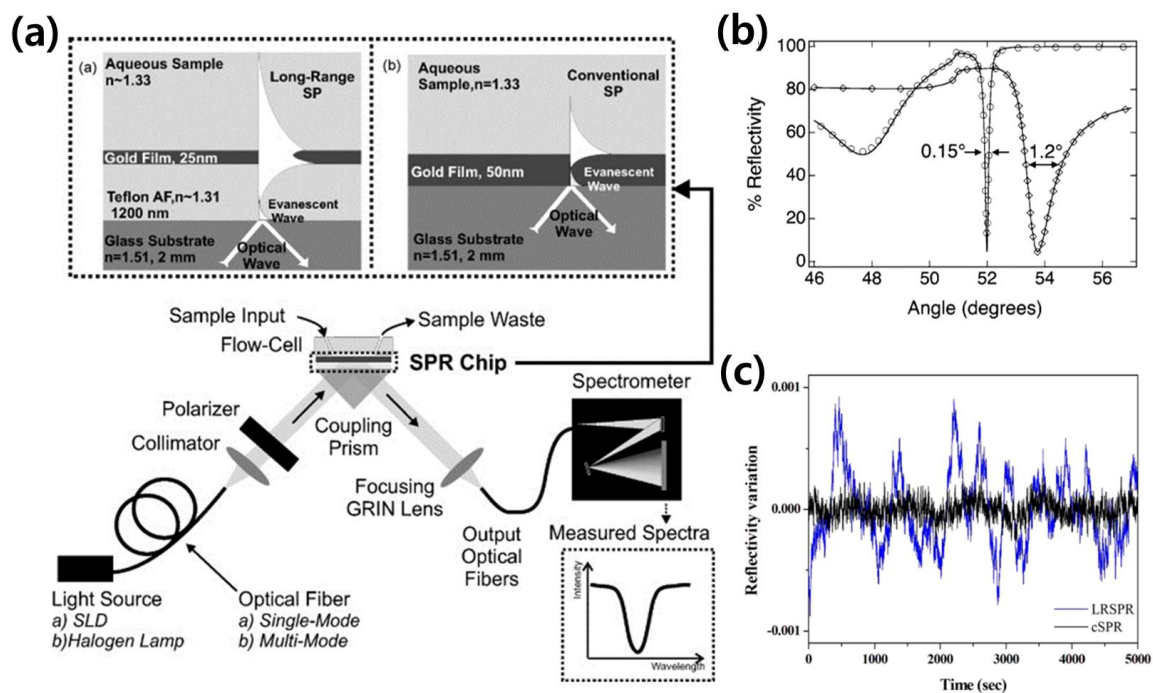 (a)
(a)
Aqueous Sample
n~1.33
Long-Range
SP
Gold Film, 25nm
Teflon AF,n~1.31
1200 nm
Evanescent
Wave
Optical
Wave
Glass Substrate
n=1.51, 2 mm
(b)
Aqueous
Sample,n=1.33
Conventional
SP
Gold Film, 50nm
Evanescent
Wave
Optical
Wave
Glass Substrate
n=1.51, 2 mm
Sample Input
Sample Waste
Flow-Cell
SPR Chip
Polarizer
Collimator
Coupling
Prism
Focusing
GRIN Lens
Spectrometer
Output
Optical
Fibers
Measured Spectra
Intensity
Wavelength
Light Source
a) SLD
b)Halogen Lamp
Optical Fiber
a) Single-Mode
b) Multi-Mode
(b)
100
80
60
40
20
0
% Reflectivity
0.15°
1.2°
46
48
50
52
54
56
Angle (degrees)
(c)
0.001
0.000
-0.001
Reflectivity variation
LRSPR
cSPR
0
1000
2000
3000
4000
5000
Time (sec)